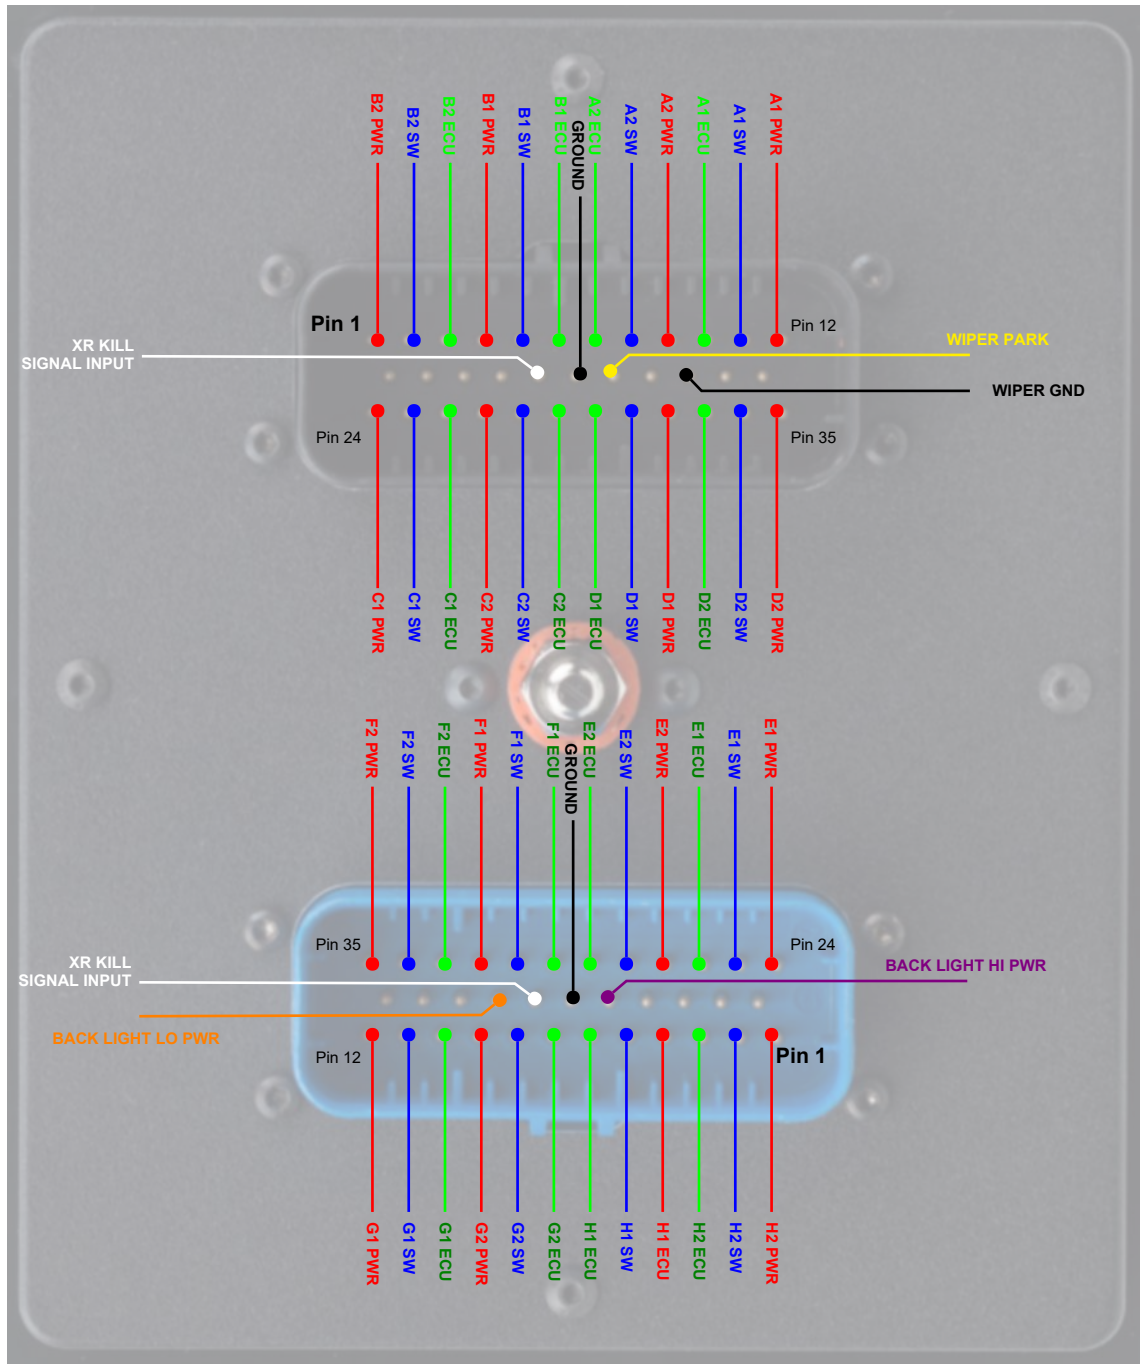 B2 PWR
B2 SW
B2 ECU
B1 PWR
B1 SW
B1 ECU
A2 ECU
GROUND
A2 SW
A2 PWR
A1 ECU
A1 SW
A1 PWR
Pin 1
Pin 12
XR KILL
SIGNAL INPUT
WIPER PARK
WIPER GND
Pin 24
Pin 35
C1 PWR
C1 SW
C1 ECU
C2 PWR
C2 SW
C2 ECU
D1 ECU
D1 SW
D1 PWR
D2 ECU
D2 SW
D2 PWR
F2 PWR
F2 SW
F2 ECU
F1 PWR
F1 SW
F1 ECU
GROUND
E2 ECU
E2 SW
E2 PWR
E1 ECU
E1 SW
E1 PWR
Pin 35
Pin 24
XR KILL
SIGNAL INPUT
BACK LIGHT HI PWR
BACK LIGHT LO PWR
Pin 12
Pin 1
G1 PWR
G1 SW
G1 ECU
G2 PWR
G2 SW
G2 ECU
H1 ECU
H1 SW
H1 ECU
H2 ECU
H2 SW
H2 PWR